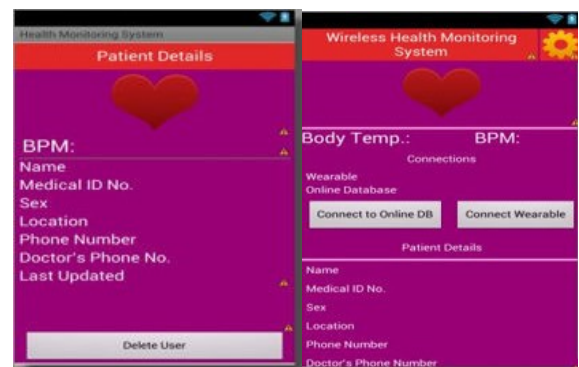 Health Monitoring System
Patient Details
BPM:
Name
Medical ID No.
Sex
Location
Phone Number
Doctor's Phone No.
Last Updated
Delete User
Wireless Health Monitoring
System
Body Temp.: BPM:
Connections
Wearable
Online Database
Connect to Online DB Connect Wearable
Patient Details
Name
Medical ID No.
Sex
Location
Phone Number
Doctor's Phone Number